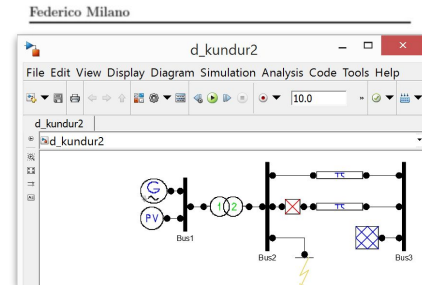 Federico Milano
d_kundur2
File Edit View Display Diagram Simulation Analysis Code Tools Help
10.0
d_kundur2
d_kundur2
G
PV
1 2
Bus1
Bus2
Bus3